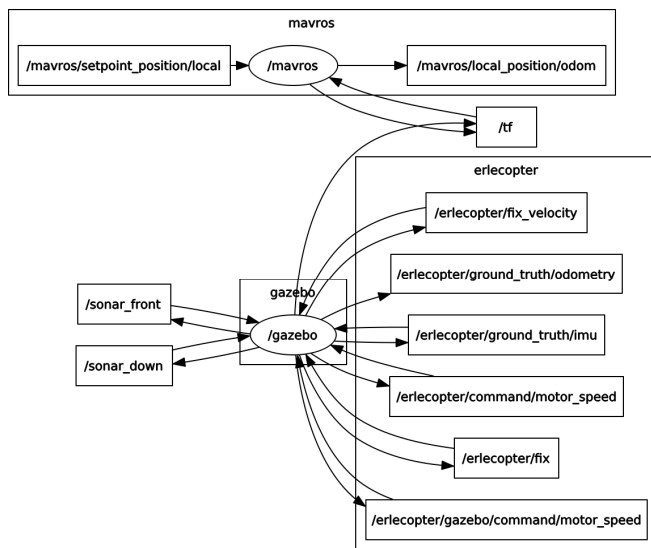 mavros
/mavros/setpoint_position/local
/mavros
/mavros/local_position/odom
/tf
erlecopter
/erlecopter/fix_velocity
/erlecopter/ground_truth/odometry
gazebo
/sonar_front
/gazebo
/erlecopter/ground_truth/imu
/sonar_down
/erlecopter/command/motor_speed
/erlecopter/fix
/erlecopter/gazebo/command/motor_speed